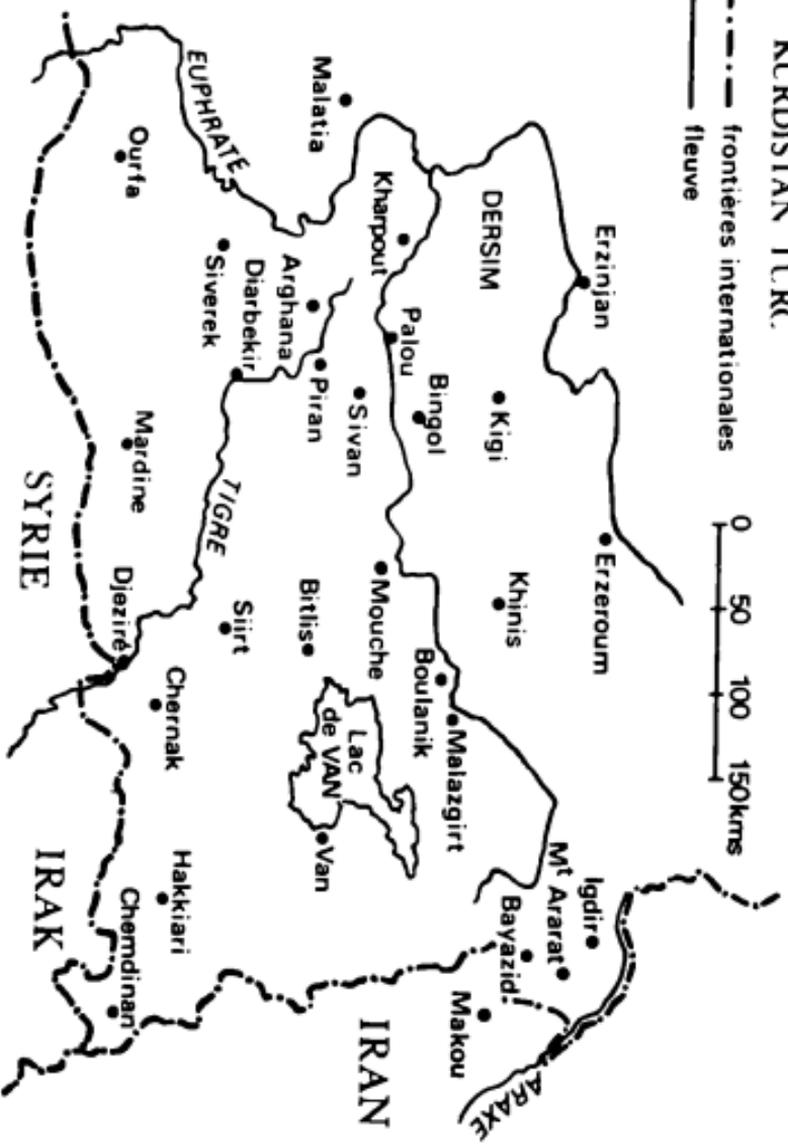 KURDISTAN TURC
frontières internationales
fleuve
0 50 100 150kms
Erzinjan
Erzeroum
Igdir
Mt Ararat
Bayazid
ARAXE
DERSIM
Kigi
Khinis
Makou
Malazgirt
Boulanik
Bingol
Palou
Kharpout
Mouche
IRAN
Sivan
Lac
de VAN
Malatia
Piran
Bitlis
Van
Arghana
Diarbekir
Siverek
EUPHRATE
TIGRE
Siirt
Hakkiari
Chernak
Ourfa
Mardine
Djeziré
Chemdinan
SYRIE
IRAK